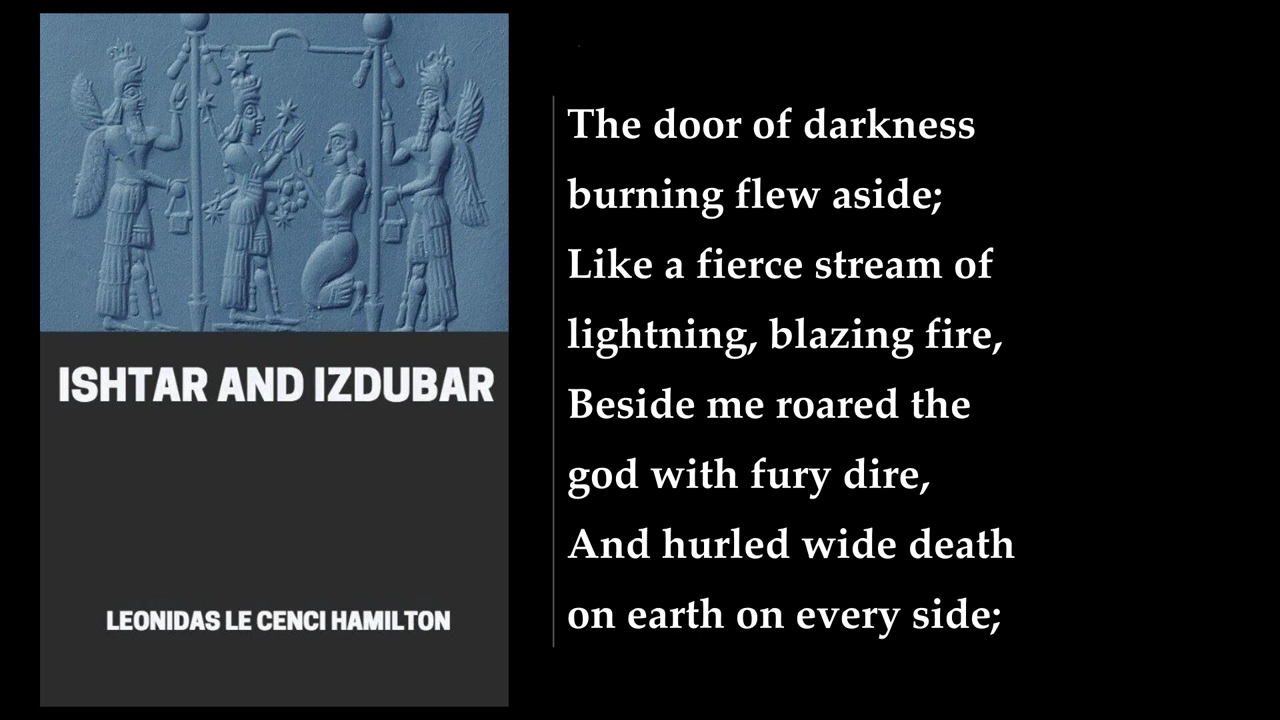 ISHTAR AND IZDUBAR
LEONIDAS LE CENCI HAMILTON
The door of darkness
burning flew aside;
Like a fierce stream of
lightning, blazing fire,
Beside me roared the
god with fury dire,
And hurled wide death
on earth on every side;